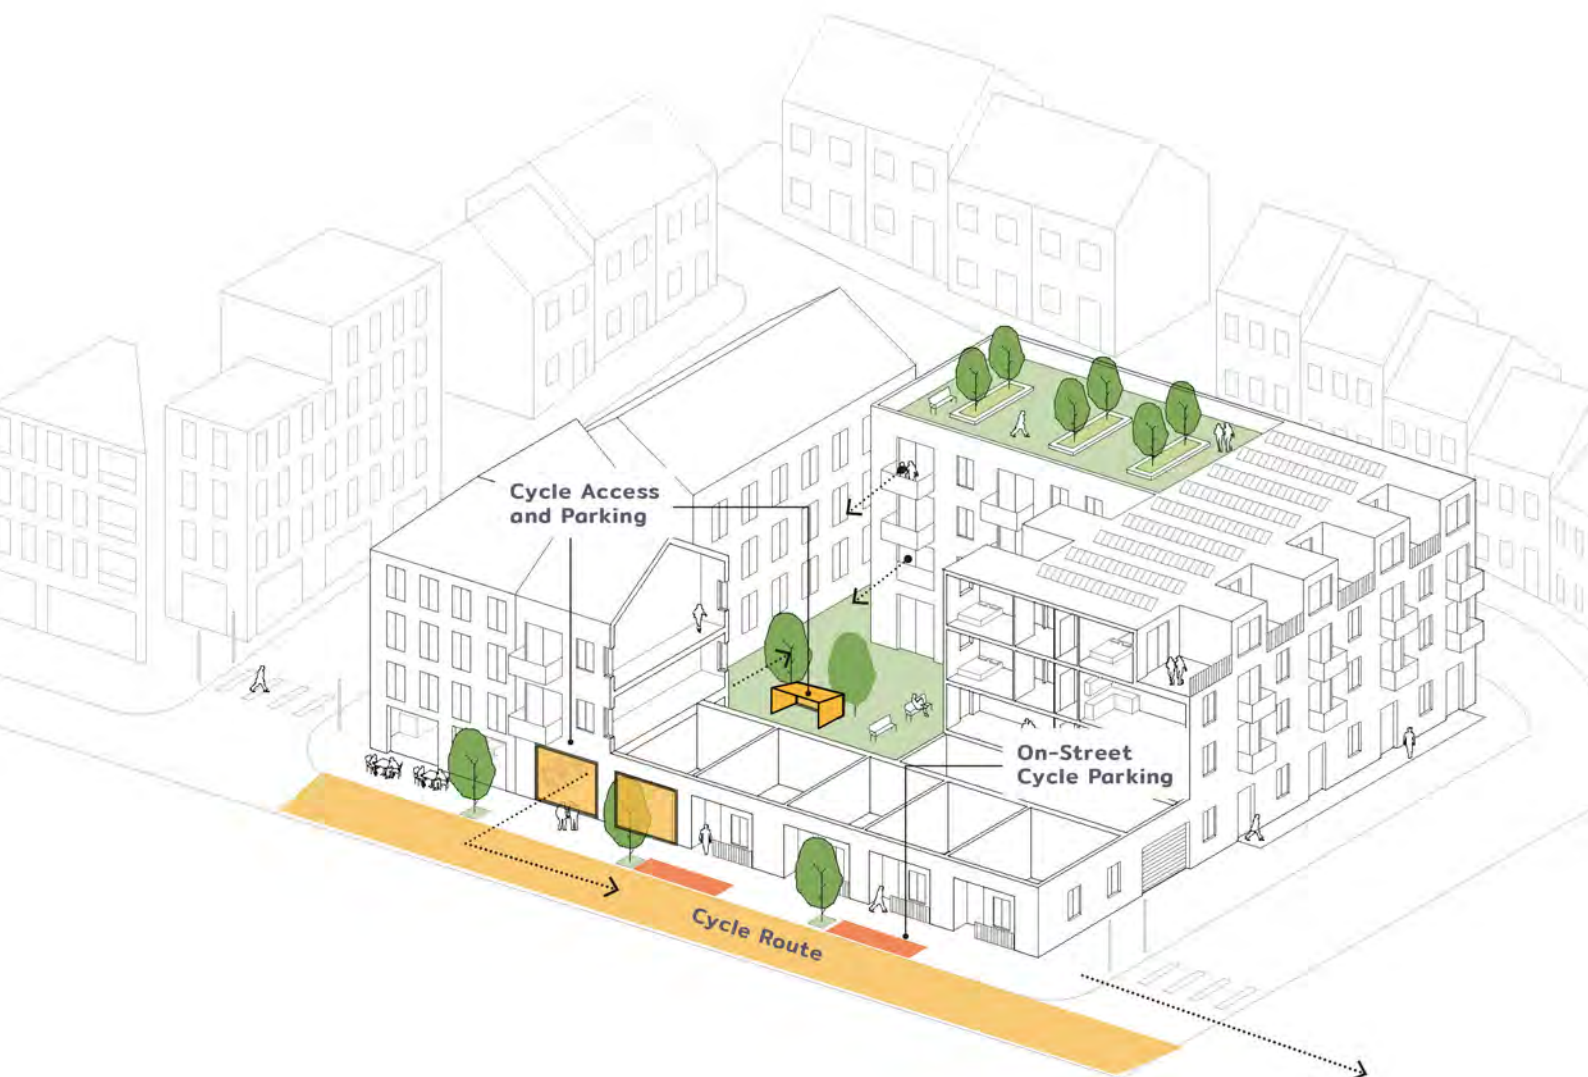 Cycle Access
and Parking
On-Street
Cycle Parking
Cycle Route